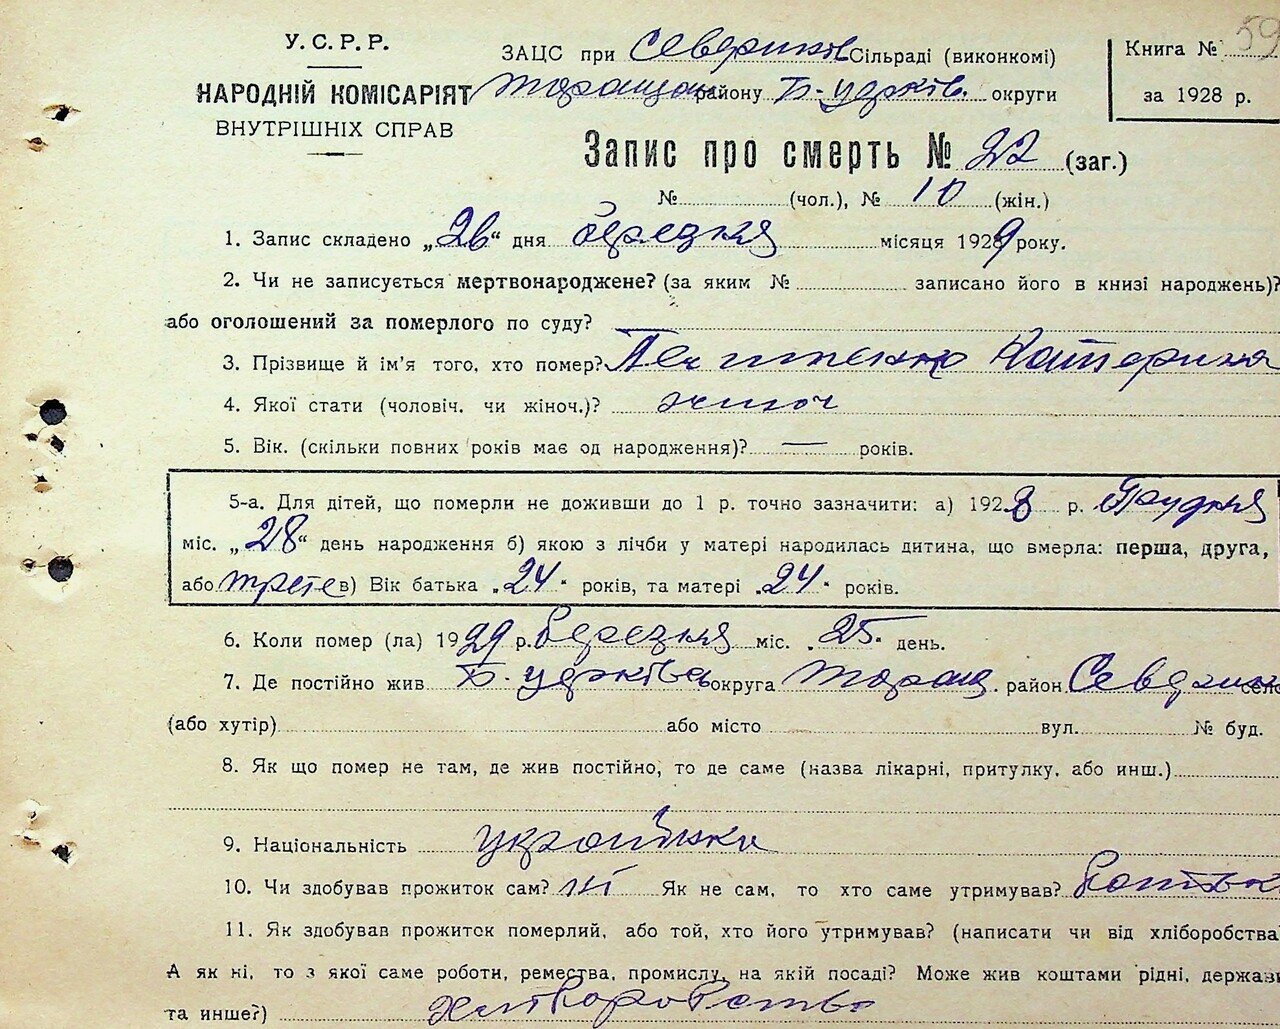 У.С.Р.Р.
НАРОДНІЙ КОМІСАРІЯТ
ВНУТРІШНІХ СПРАВ
ЗАЦС при Северинов Сільраді (виконкомі)
Таращан району Б-Церків. округи
Книга № 59
за 1928 р.
Запис про смерть № 22 (заг.)
№ (чол.), № 10 (жін.)
1. Запис складено „26" дня березня місяця 1929 року.
2. Чи не записується мертвонароджене? (за яким № записано його в книзі народжень)?
або оголошений за померлого по суду?
3. Прізвище й ім'я того, хто помер? Катерина
4. Якої стати (чоловіч. чи жіноч.)? жіноч
5. Вік. (скільки повних років має од народження)? — років.
5-а. Для дітей, що померли не доживши до 1 р. точно зазначити: а) 1928 р. Грудня
міс. „28" день народження б) якою з лічби у матері народилась дитина, що вмерла: перша, друга,
або трете в) Вік батька „24" років, та матері „24" років.
6. Коли помер (ла) 1929 р. березня міс. „25" день.
7. Де постійно жив Б. Церківська округа Таращ. район Северин село
(або хутір) або місто вул. № буд.
8. Як що помер не там, де жив постійно, то де саме (назва лікарні, притулку, або инш.)
9. Національність українка
10. Чи здобував прожиток сам? ні Як не сам, то хто саме утримував? батьки
11. Як здобував прожиток померлий, або той, хто його утримував? (написати чи від хліборобства
А як ні, то з якої саме роботи, ремества, промислу, на якій посаді? Може жив коштами рідні, держави
та инше?) хліборобство